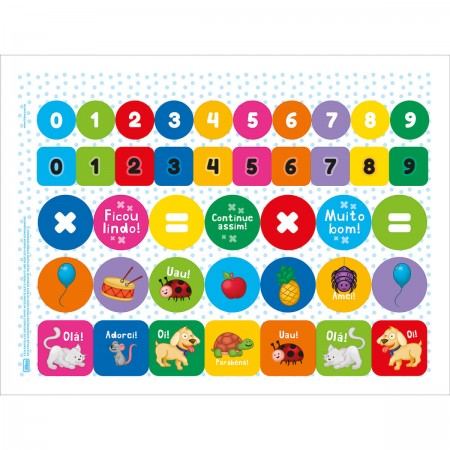 0 1 2 3 4 5 6 7 8 9
0 1 2 3 4 5 6 7 8 9
× Ficou lindo! = Continue assim! × Muito bom! =
Uau! Amei!
Olá! Adorei! Oi! Parabéns! Uau! Olá! Oi!